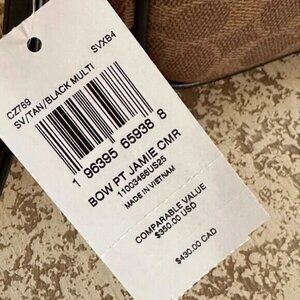 CZ769 SVXB4
SV/TAN/BLACK MULTI
1 96395 65938 8
BOW PT JAMIE CMR
11003468US25
MADE IN VIETNAM
COMPARABLE VALUE
$350.00 USD
$430.00 CAD